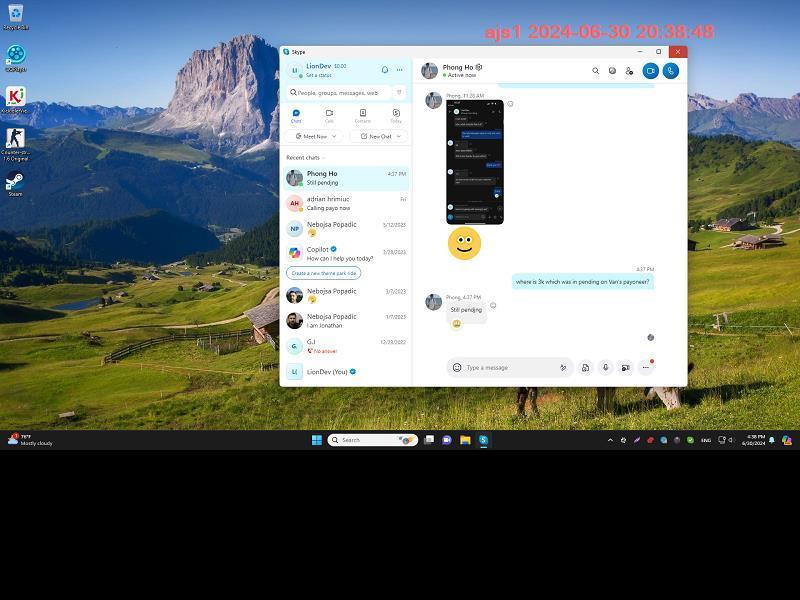 ajs1 2024-06-30 20:38:48
Recycle Bin
GOMPlayer
Counter-str...
1.6 Original
Steam
Skype
LionDev $0.00
Set a status
People, groups, messages, web
Chats
Calls
Contacts
Today
Meet Now
New Chat
Recent chats
Phong Ho 4:37 PM
Still pending
adrian hrimiuc Fri
Calling payo now
NP Nebojsa Popadic 5/12/2023
Copilot 3/28/2023
How can I help you today?
Create a new theme park ride
Nebojsa Popadic 3/7/2023
Nebojsa Popadic 1/7/2023
I am Jonathan
G. GJ 12/23/2022
No answer
L( LionDev (You)
Phong Ho
Active now
Phong, 11:28 AM
4:37 PM
where is 3k which was in pending on Van's payoneer?
Phong, 4:37 PM
Still pending
Type a message
76°F
Mostly cloudy
Search
ENG
4:38 PM
6/30/2024